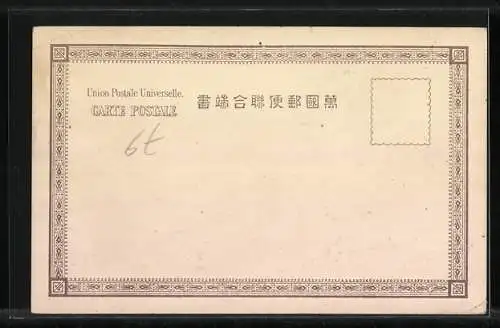 Union Postale Universelle.
CARTE POSTALE
書端合聯便郵國萬
6t